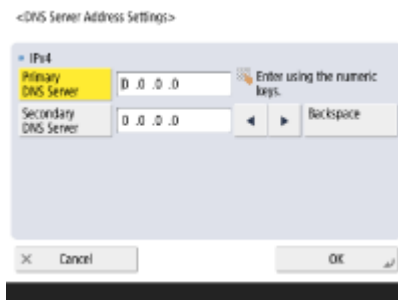 <DNS Server Address Settings>
IPv4
Primary
DNS Server
0 .0 .0 .0
Enter using the numeric
keys.
Secondary
DNS Server
0 .0 .0 .0
Backspace
× Cancel
OK